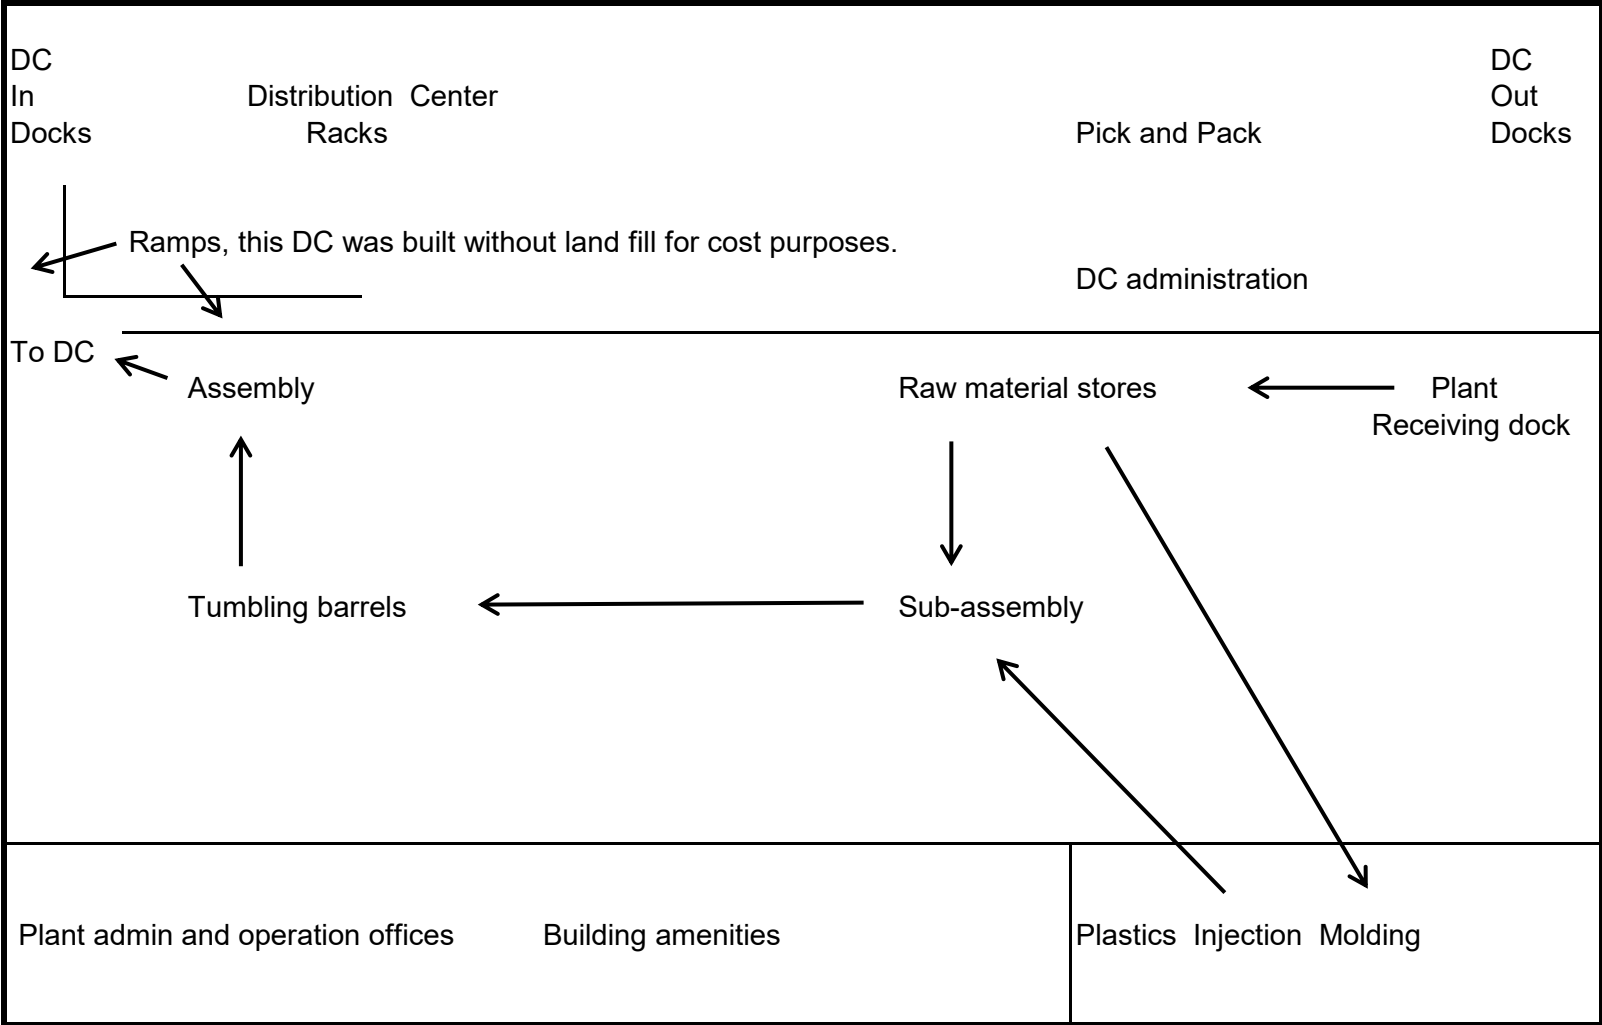 DC
In
Docks
Distribution  Center
Racks
Pick and Pack
DC
Out
Docks
Ramps, this DC was built without land fill for cost purposes.
DC administration
To DC
Assembly
Raw material stores
Plant
Receiving dock
Tumbling barrels
Sub-assembly
Plant admin and operation offices
Building amenities
Plastics  Injection  Molding